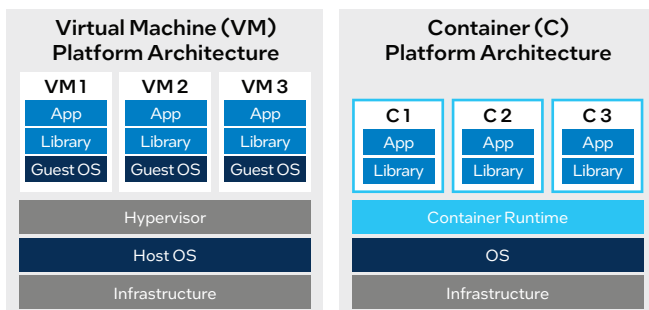 Virtual Machine (VM)
Platform Architecture
VM 1
App
Library
Guest OS
VM 2
App
Library
Guest OS
VM 3
App
Library
Guest OS
Hypervisor
Host OS
Infrastructure
Container (C)
Platform Architecture
C 1
App
Library
C 2
App
Library
C 3
App
Library
Container Runtime
OS
Infrastructure